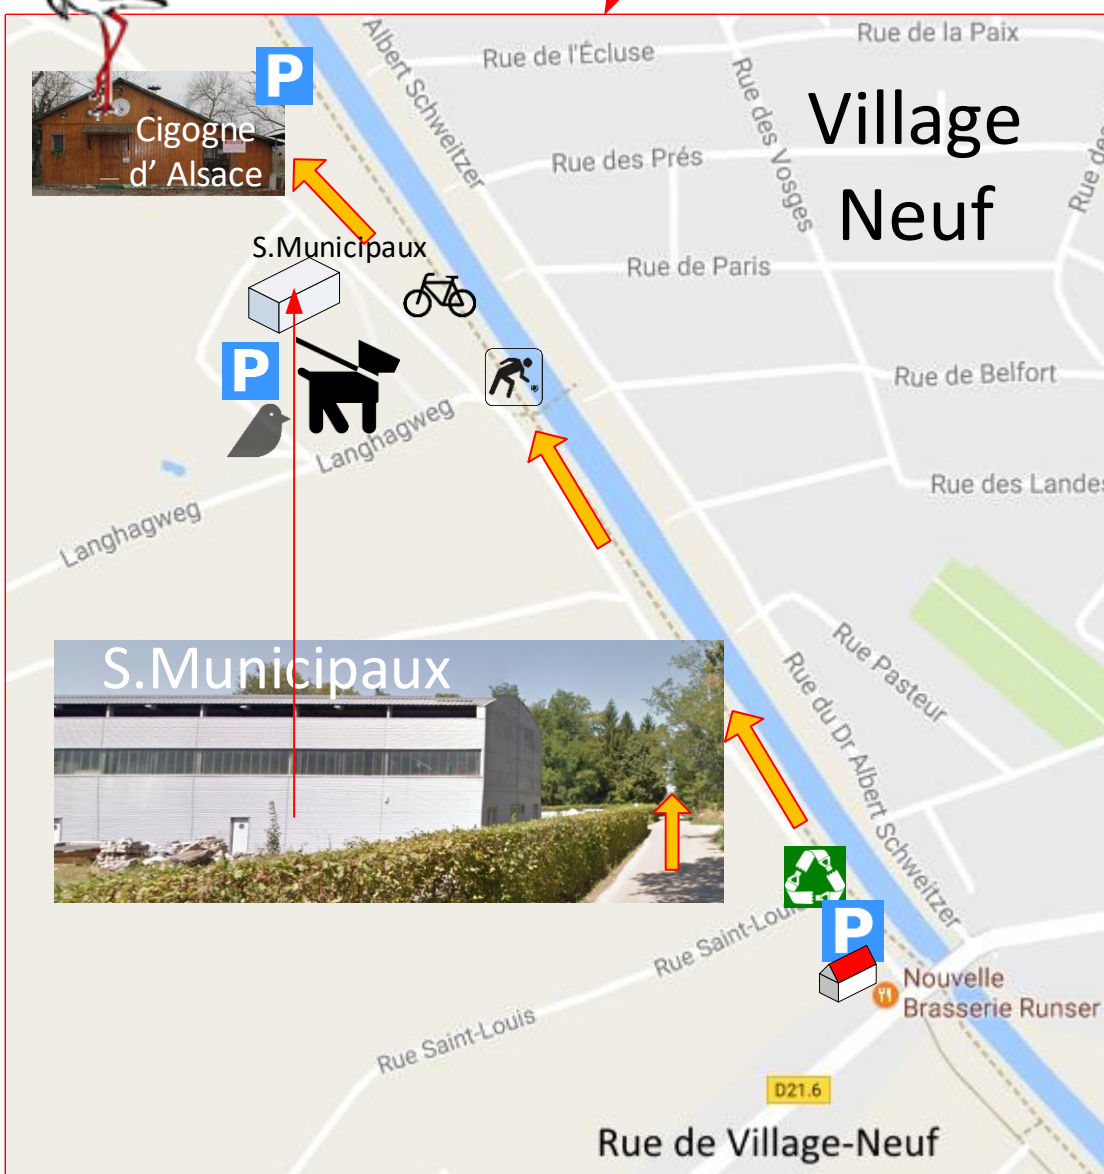 Rue de la Paix
Rue de l'Écluse
Albert Schweitzer
P
Village
Neuf
Rue des Vosges
Cigogne
d’ Alsace
Rue des Prés
Rue de
S.Municipaux
Rue de Paris
P
Rue de Belfort
Langhagweg
Rue des Landes
Langhagweg
S.Municipaux
Rue Pasteur
Rue du Dr Albert Schweitzer
Rue Saint-Louis
P
Nouvelle
Brasserie Runser
Rue Saint-Louis
D21.6
Rue de Village-Neuf